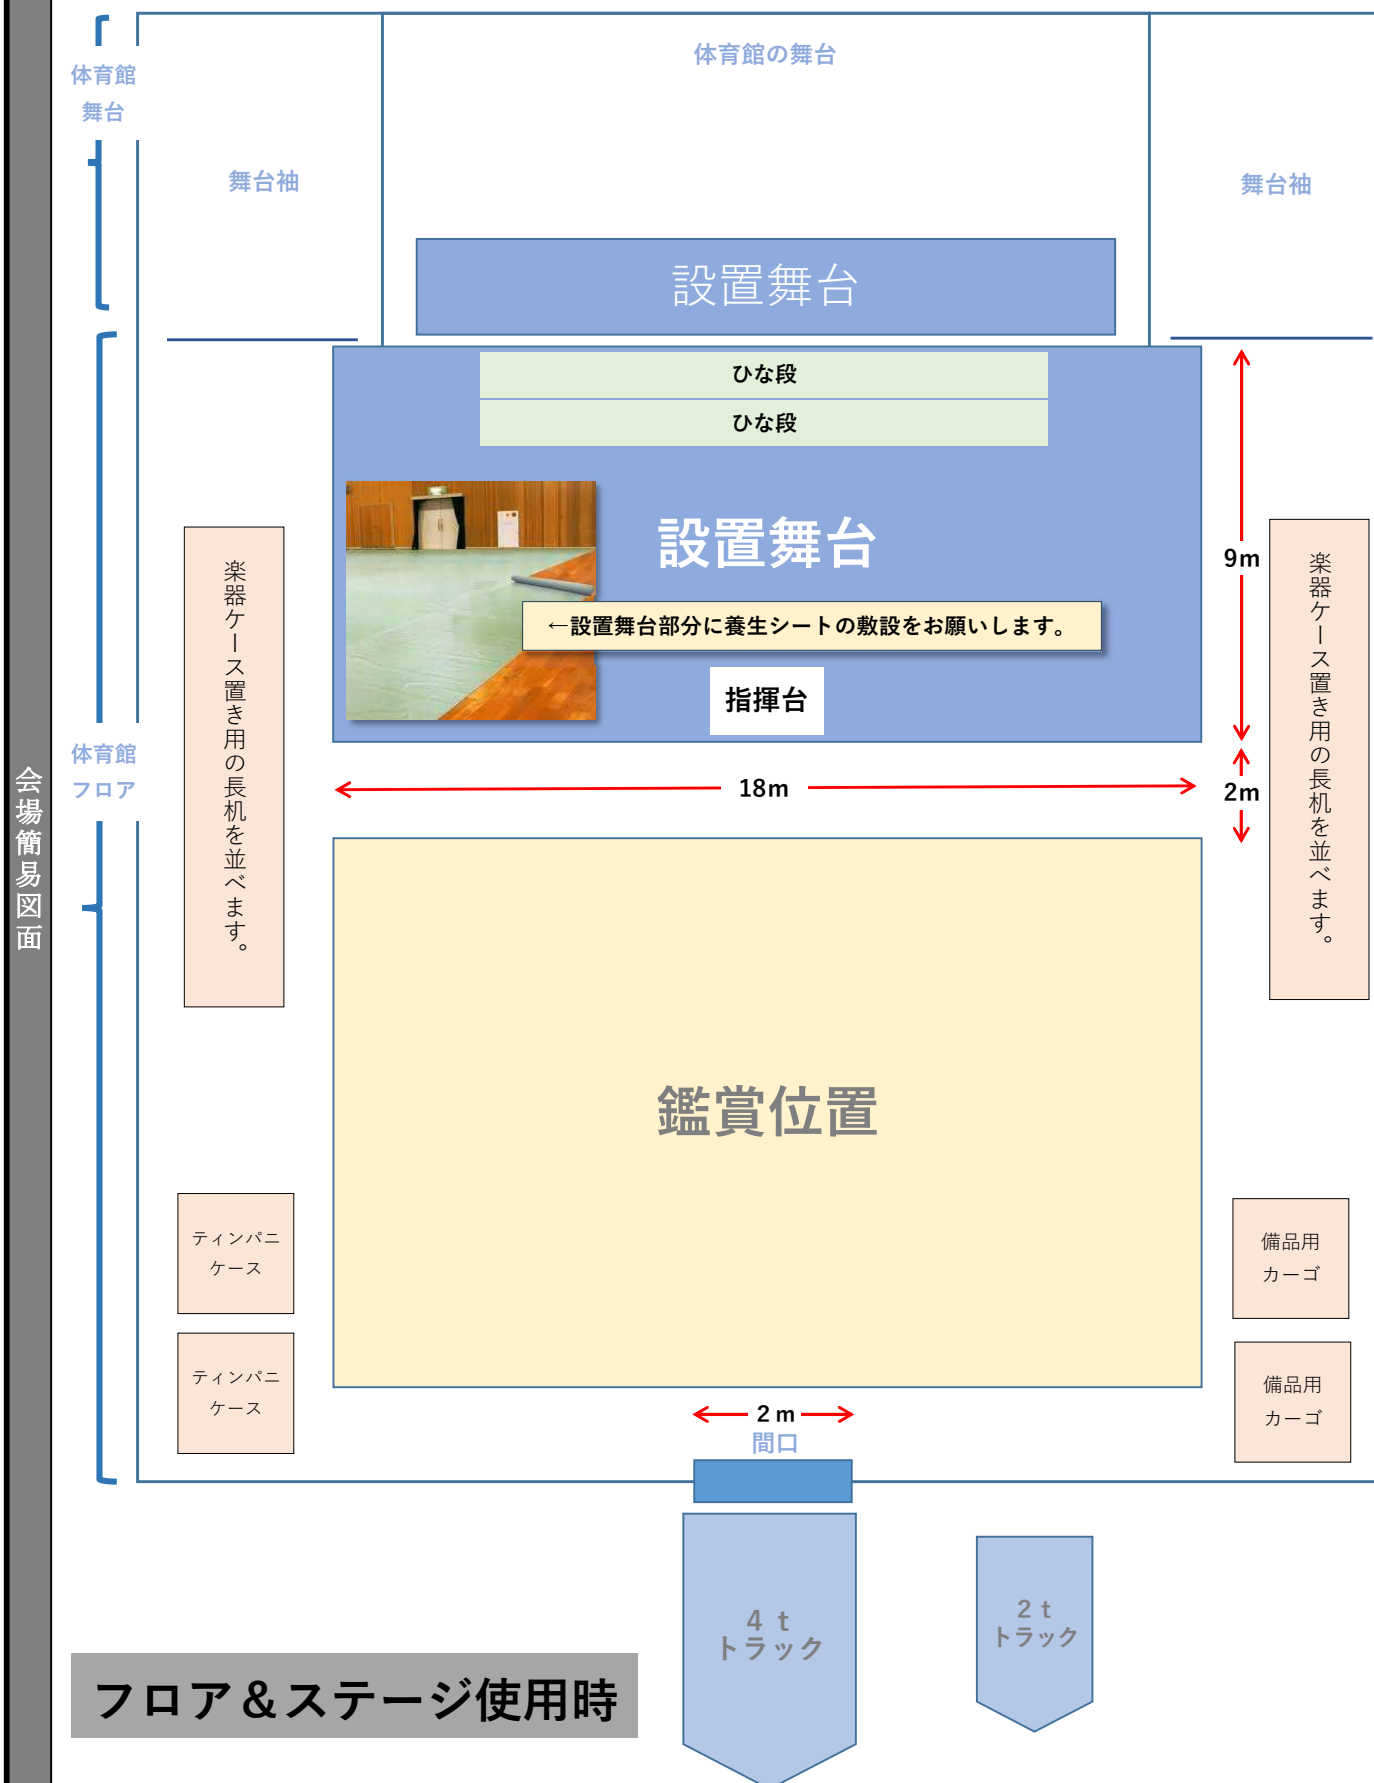 会場簡易図面
体育館
舞台
体育館の舞台
舞台袖
舞台袖
設置舞台
ひな段
ひな段
設置舞台
←設置舞台部分に養生シートの敷設をお願いします。
指揮台
9m
2m
18m
楽器ケース置き用の長机を並べます。
楽器ケース置き用の長机を並べます。
体育館
フロア
鑑賞位置
ティンパニ
ケース
ティンパニ
ケース
備品用
カーゴ
備品用
カーゴ
2m
間口
4t
トラック
2t
トラック
フロア＆ステージ使用時